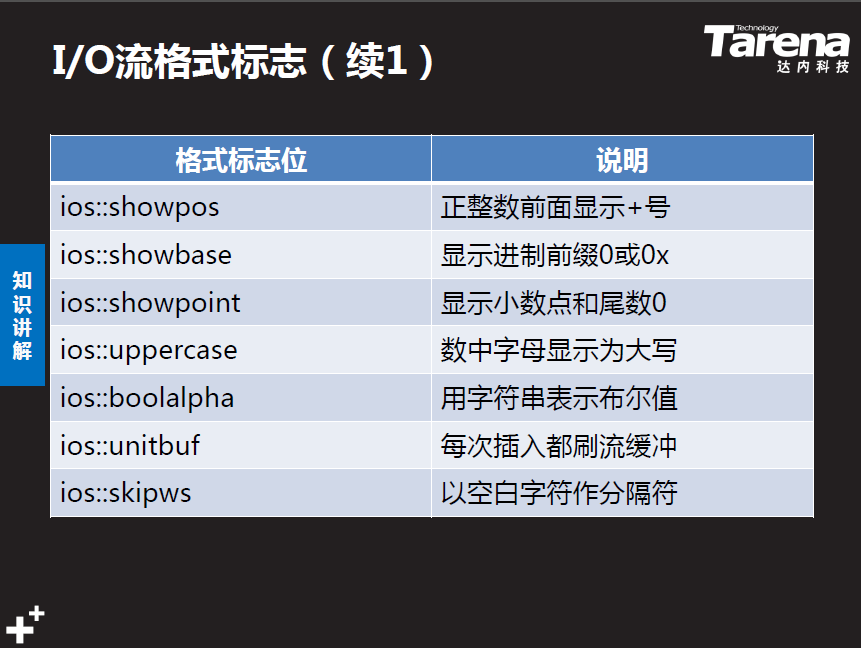 I/O流格式标志（续1）
Technology
Tarena
达内科技
格式标志位 说明
ios::showpos 正整数前面显示+号
ios::showbase 显示进制前缀0或0x
ios::showpoint 显示小数点和尾数0
ios::uppercase 数中字母显示为大写
ios::boolalpha 用字符串表示布尔值
ios::unitbuf 每次插入都刷流缓冲
ios::skipws 以空白字符作分隔符
知识讲解